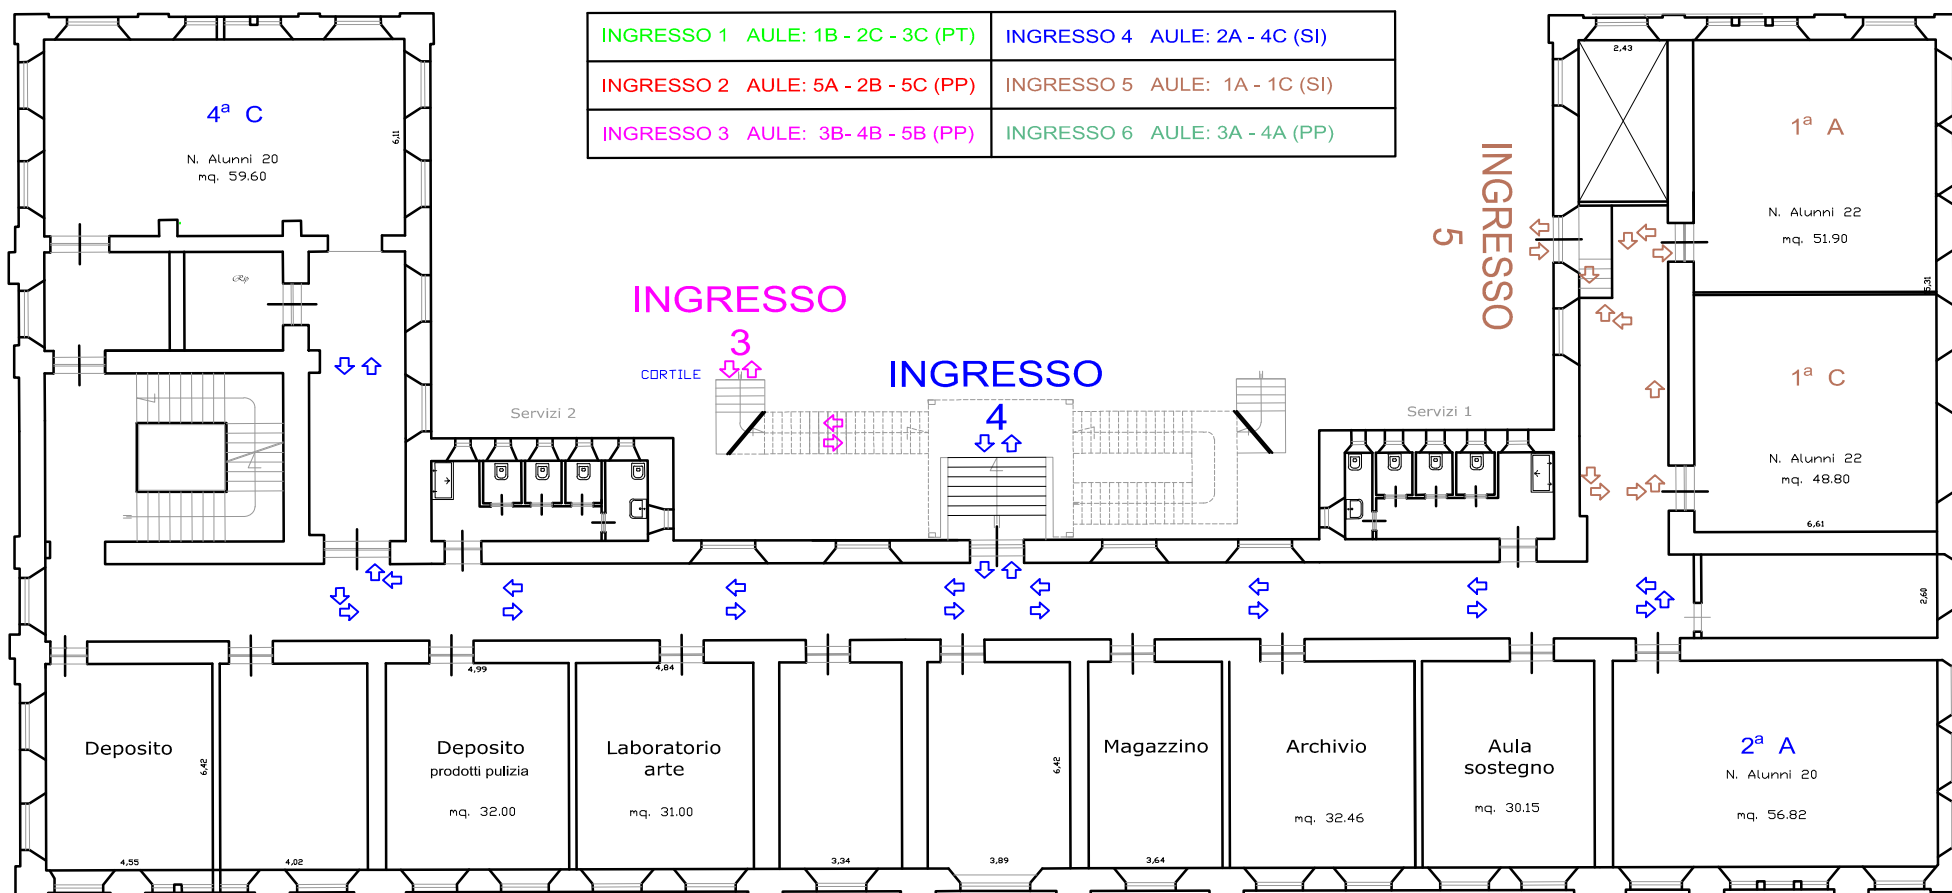 INGRESSO 1 AULE: 1B - 2C - 3C (PT)
INGRESSO 4 AULE: 2A - 4C (SI)
INGRESSO 2 AULE: 5A - 2B - 5C (PP)
INGRESSO 5 AULE: 1A - 1C (SI)
INGRESSO 3 AULE: 3B- 4B - 5B (PP)
INGRESSO 6 AULE: 3A - 4A (PP)
4ª C
N. Alunni 20
mq. 59.60
6,11
Rip
2,43
1ª A
N. Alunni 22
mq. 51.90
5,31
INGRESSO
5
INGRESSO
3
CORTILE
INGRESSO
4
Servizi 2
Servizi 1
1ª C
N. Alunni 22
mq. 48.80
6,61
2,60
Deposito
6,42
4,55
4,02
4,99
Deposito
prodotti pulizia
mq. 32.00
4,84
Laboratorio
arte
mq. 31.00
3,34
6,42
3,89
Magazzino
3,64
Archivio
mq. 32.46
Aula
sostegno
mq. 30.15
2ª A
N. Alunni 20
mq. 56.82